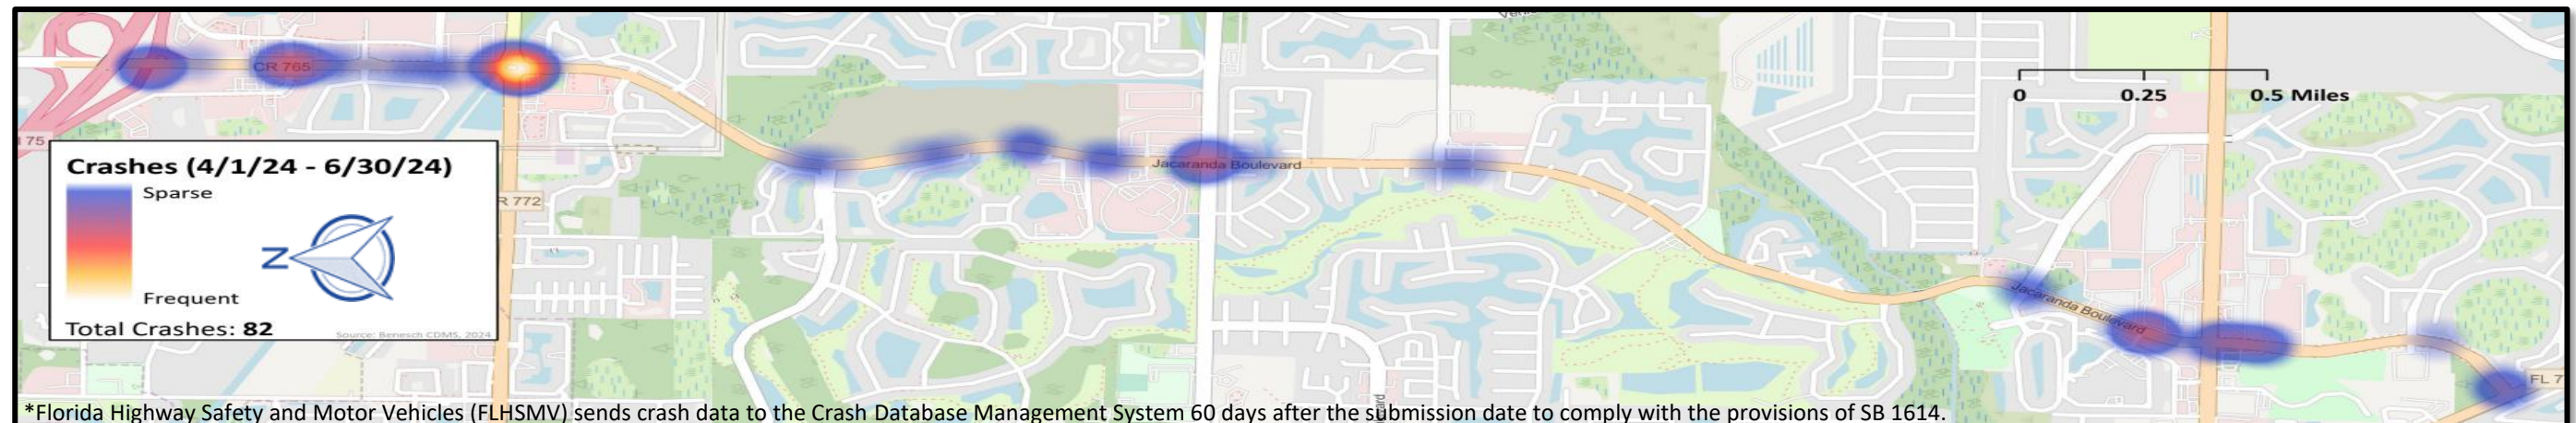 CR 765
0 0.25 0.5 Miles
75
Crashes (4/1/24 - 6/30/24)
Sparse
Jacaranda Boulevard
R 772
N
Frequent
Jacaranda Boulevard
Total Crashes: 82
Source: Benesch CDMS, 2024
FL 7
*Florida Highway Safety and Motor Vehicles (FLHSMV) sends crash data to the Crash Database Management System 60 days after the submission date to comply with the provisions of SB 1614.